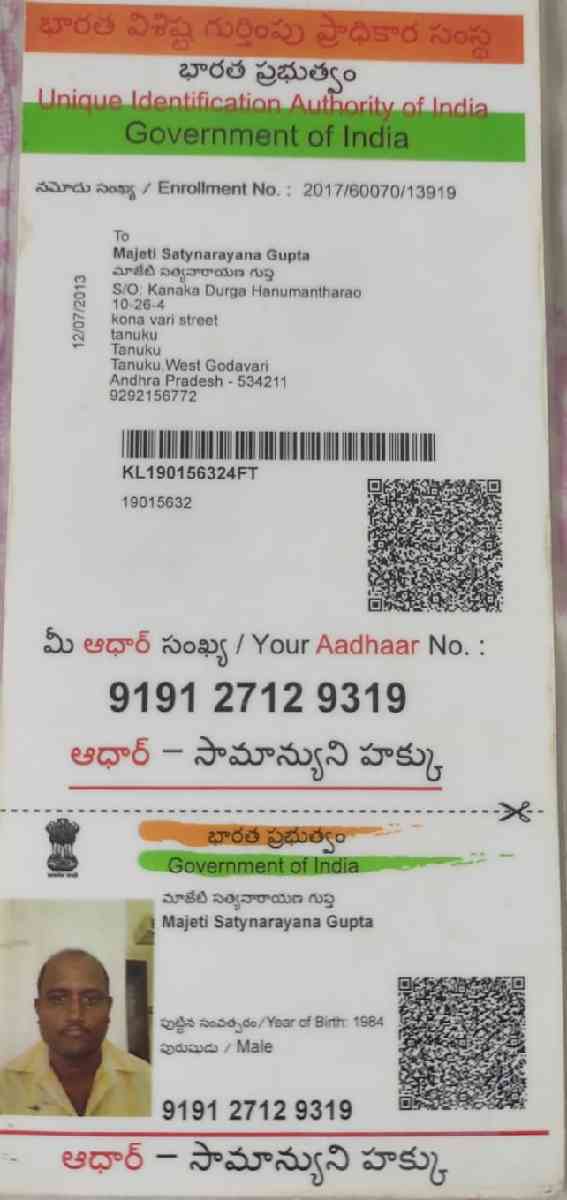 భారత విశిష్ట గుర్తింపు ప్రాధికార సంస్థ
భారత ప్రభుత్వం
Unique Identification Authority of India
Government of India
నమోదు సంఖ్య / Enrollment No. : 2017/60070/13919
To
Majeti Satynarayana Gupta
మాజేటి సత్యనారాయణ గుప్త
S/O: Kanaka Durga Hanumantharao
10-26-4
kona vari street
tanuku
Tanuku
Tanuku,West Godavari
Andhra Pradesh - 534211
9292156772
12/07/2013
KL190156324FT
19015632
మీ ఆధార్ సంఖ్య / Your Aadhaar No. :
9191 2712 9319
ఆధార్ – సామాన్యుని హక్కు
భారత ప్రభుత్వం
Government of India
మాజేటి సత్యనారాయణ గుప్త
Majeti Satynarayana Gupta
పుట్టిన సంవత్సరం/Year of Birth: 1984
పురుషుడు / Male
9191 2712 9319
ఆధార్ – సామాన్యుని హక్కు